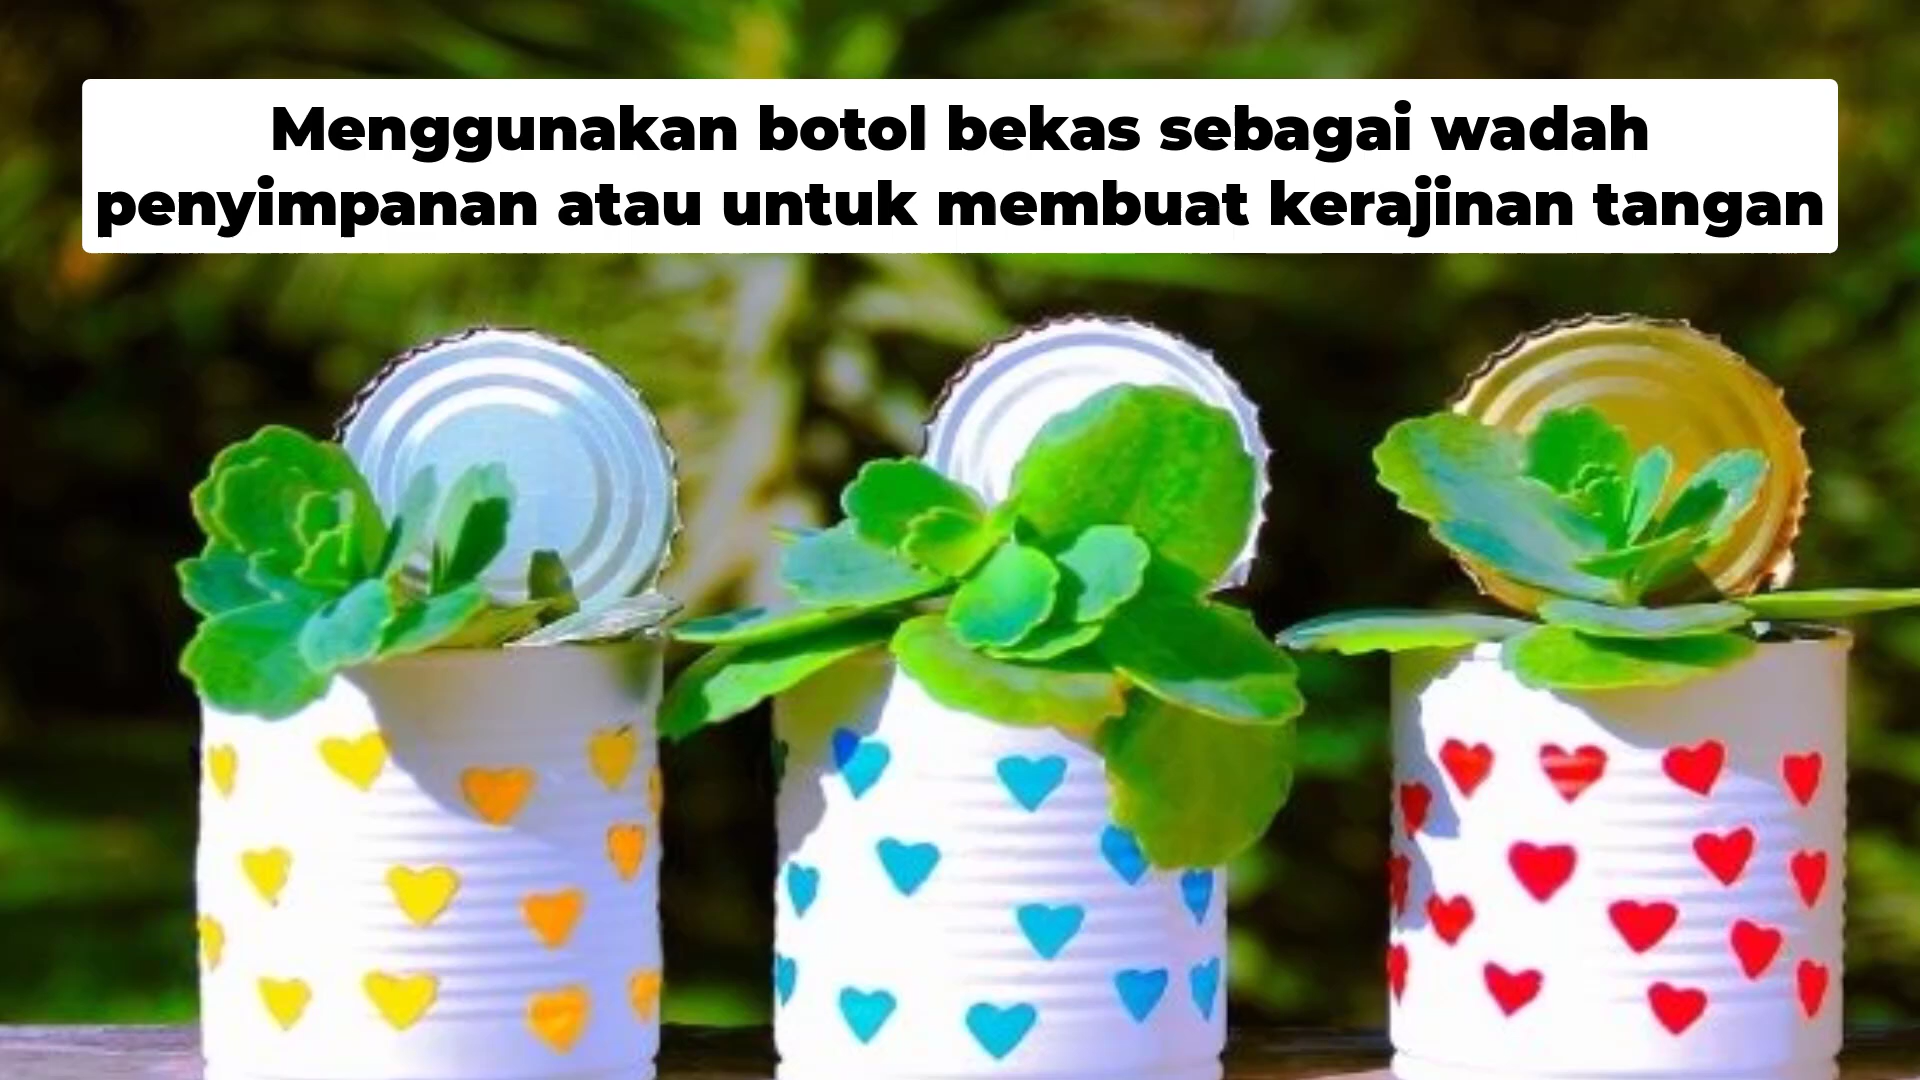 Menggunakan botol bekas sebagai wadah
penyimpanan atau untuk membuat kerajinan tangan